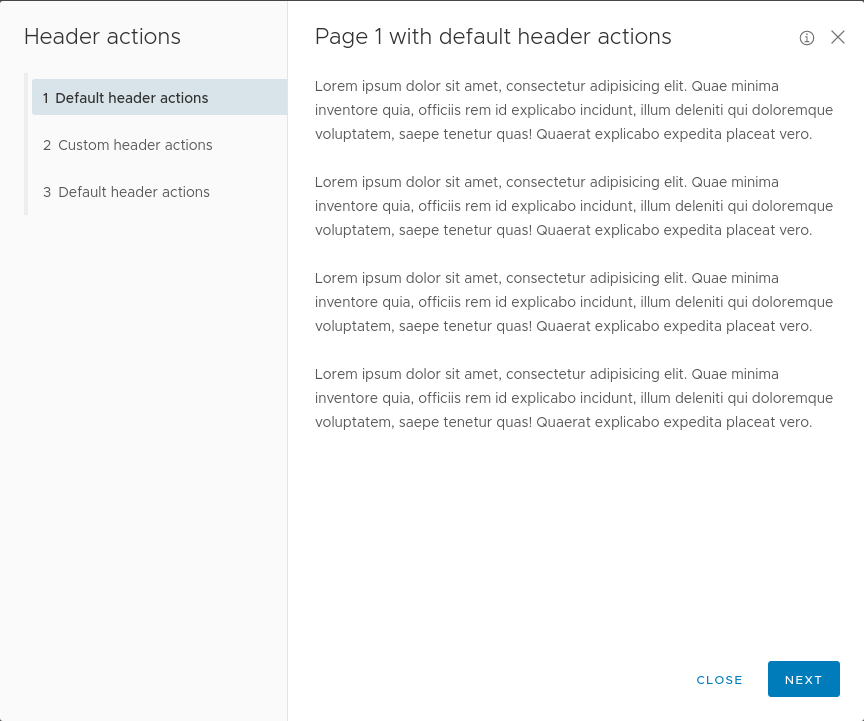 Header actions
1 Default header actions
2 Custom header actions
3 Default header actions
Page 1 with default header actions
Lorem ipsum dolor sit amet, consectetur adipisicing elit. Quae minima
inventore quia, officiis rem id explicabo incidunt, illum deleniti qui doloremque
voluptatem, saepe tenetur quas! Quaerat explicabo expedita placeat vero.
Lorem ipsum dolor sit amet, consectetur adipisicing elit. Quae minima
inventore quia, officiis rem id explicabo incidunt, illum deleniti qui doloremque
voluptatem, saepe tenetur quas! Quaerat explicabo expedita placeat vero.
Lorem ipsum dolor sit amet, consectetur adipisicing elit. Quae minima
inventore quia, officiis rem id explicabo incidunt, illum deleniti qui doloremque
voluptatem, saepe tenetur quas! Quaerat explicabo expedita placeat vero.
Lorem ipsum dolor sit amet, consectetur adipisicing elit. Quae minima
inventore quia, officiis rem id explicabo incidunt, illum deleniti qui doloremque
voluptatem, saepe tenetur quas! Quaerat explicabo expedita placeat vero.
CLOSE NEXT